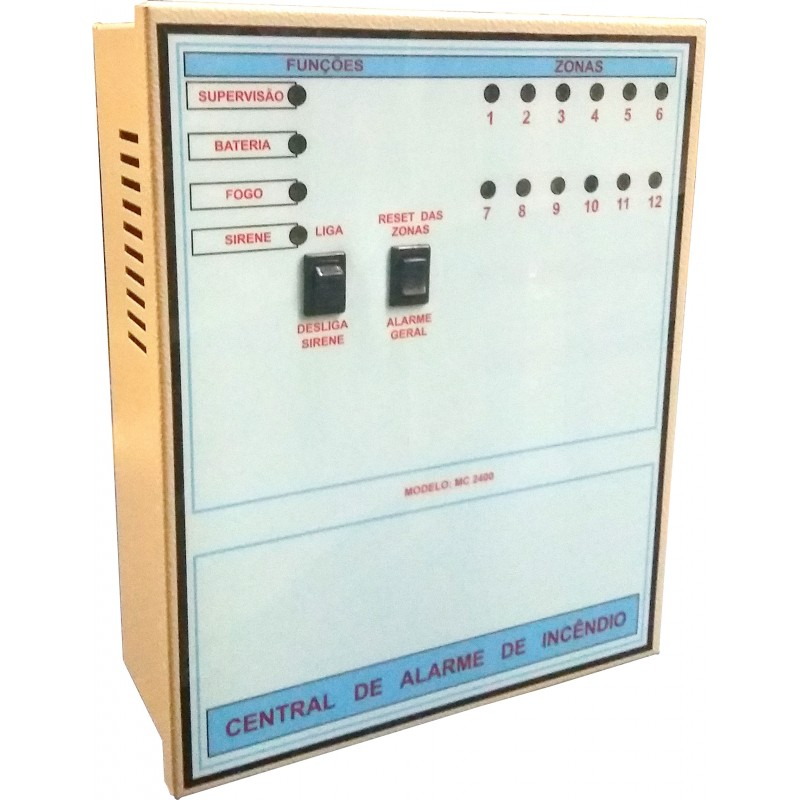 FUNÇÕES
ZONAS
SUPERVISÃO
BATERIA
FOGO
SIRENE
1 2 3 4 5 6
7 8 9 10 11 12
LIGA
DESLIGA
SIRENE
RESET DAS
ZONAS
ALARME
GERAL
MODELO: MC 2400
CENTRAL DE ALARME DE INCÊNDIO